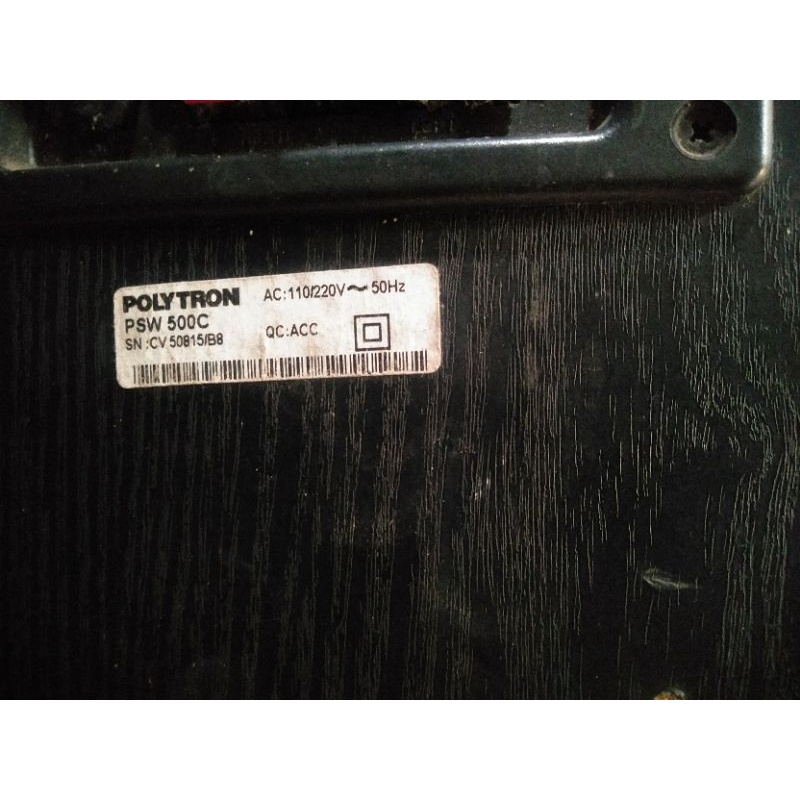 POLYTRON AC:110/220V~ 50Hz
PSW 500C
SN :CV 50815/B8 QC:ACC